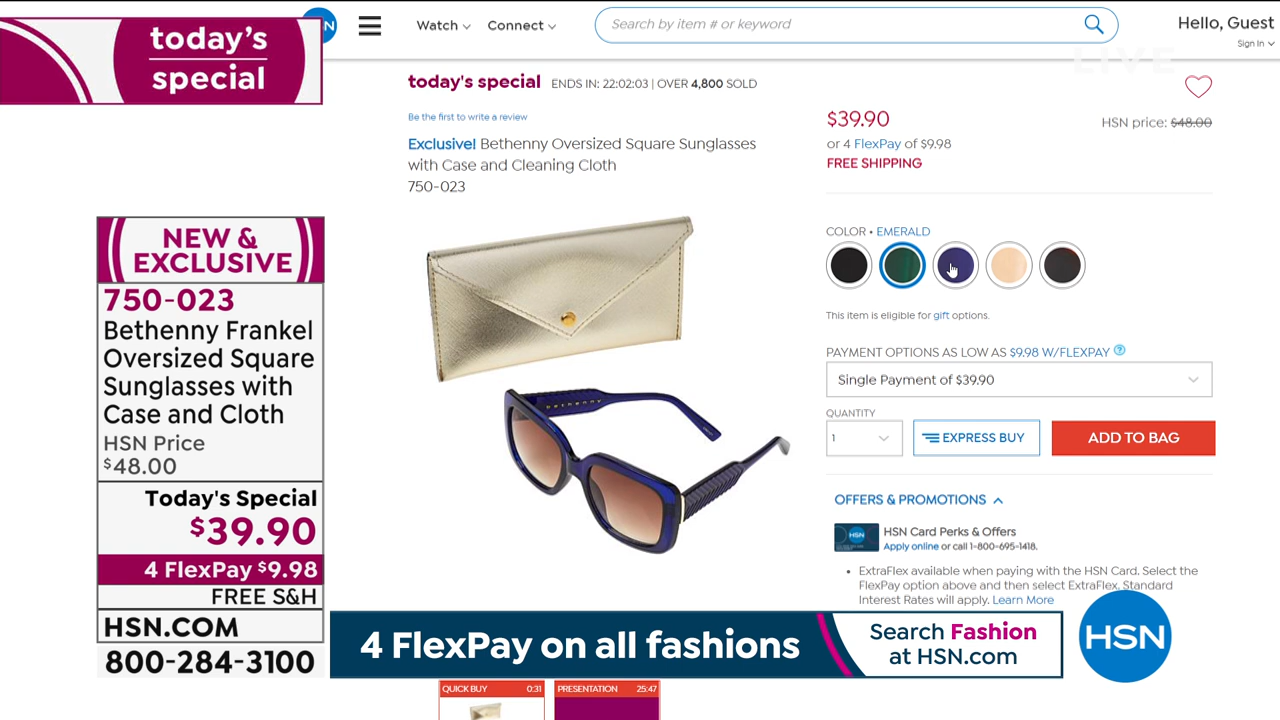 today's
special
N
Watch
Connect
Search by item # or keyword
Hello, Guest
Sign In
LIVE
today's special ENDS IN: 22:02:03 | OVER 4,800 SOLD
Be the first to write a review
Exclusive! Bethenny Oversized Square Sunglasses
with Case and Cleaning Cloth
750-023
$39.90
HSN price: $48.00
or 4 FlexPay of $9.98
FREE SHIPPING
COLOR • EMERALD
This item is eligible for gift options.
PAYMENT OPTIONS AS LOW AS $9.98 W/FLEXPAY ?
Single Payment of $39.90
QUANTITY
1
EXPRESS BUY
ADD TO BAG
OFFERS & PROMOTIONS
HSN
HSN Card Perks & Offers
Apply online or call 1-800-695-1418.
• ExtraFlex available when paying with the HSN Card. Select the
FlexPay option above and then select ExtraFlex. Standard
Interest Rates will apply. Learn More
bethenny
NEW &
EXCLUSIVE
750-023
Bethenny Frankel
Oversized Square
Sunglasses with
Case and Cloth
HSN Price
$48.00
Today's Special
$39.90
4 FlexPay $9.98
FREE S&H
HSN.COM
800-284-3100
4 FlexPay on all fashions
Search Fashion
at HSN.com
HSN
QUICK BUY 0:31
PRESENTATION 25:47